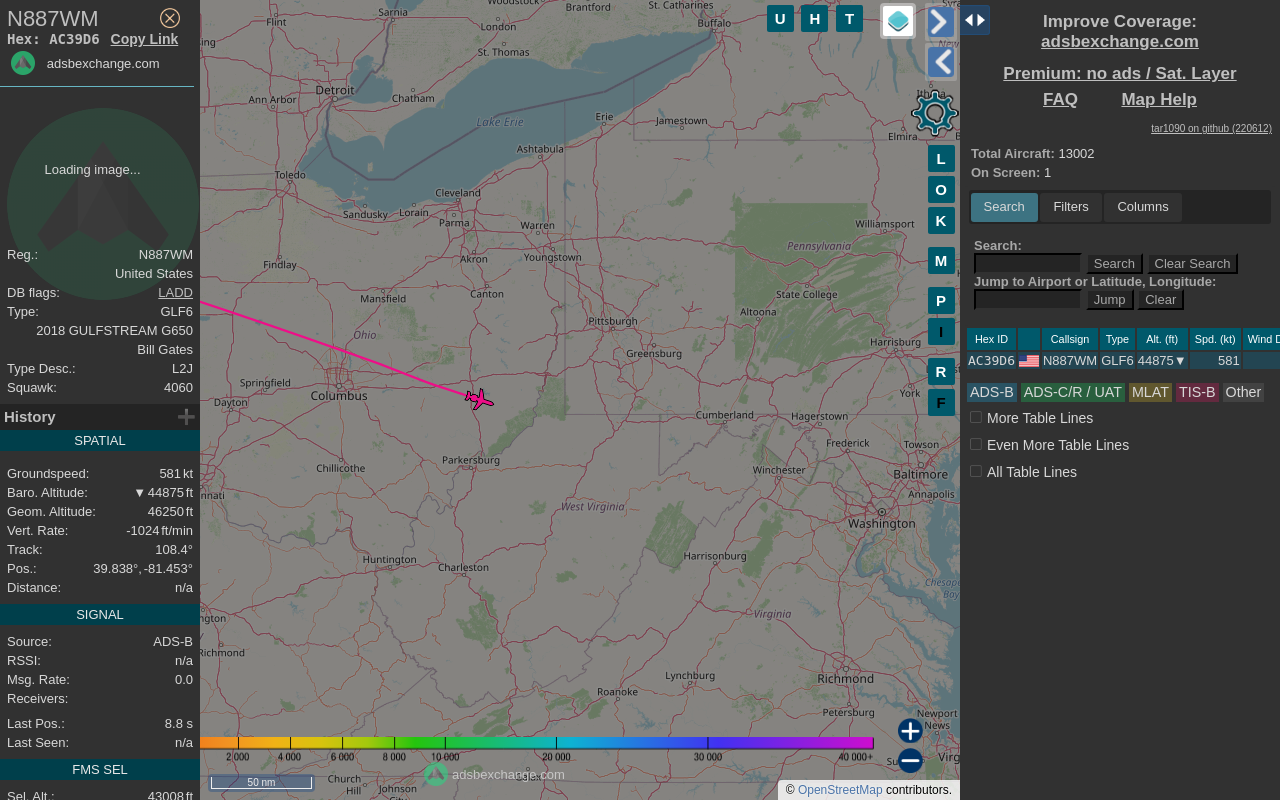 N887WM
Hex: AC39D6 Copy Link
adsbexchange.com
Loading image...
Reg.: N887WM
United States
DB flags: LADD
Type: GLF6
2018 GULFSTREAM G650
Bill Gates
Type Desc.: L2J
Squawk: 4060
History
SPATIAL
Groundspeed: 581 kt
Baro. Altitude: ▼ 44875 ft
Geom. Altitude: 46250 ft
Vert. Rate: -1024 ft/min
Track: 108.4°
Pos.: 39.838°, -81.453°
Distance: n/a
SIGNAL
Source: ADS-B
RSSI: n/a
Msg. Rate: 0.0
Receivers:
Last Pos.: 8.8 s
Last Seen: n/a
FMS SEL
Sel. Alt.: 43008 ft
Woodstock
Brantford
St. Catharines
Sarnia
Flint
London
Buffalo
St. Thomas
Detroit
Chatham
Ann Arbor
Lake Erie
Erie
Jamestown
Elmira
Ithaca
Ashtabula
Toledo
Cleveland
Sandusky
Lorain
Parma
Warren
Williamsport
Youngstown
Pennsylvania
Findlay
Akron
Mansfield
Canton
State College
Altoona
Ohio
Pittsburgh
Greensburg
Harrisburg
Springfield
Columbus
York
Dayton
Cumberland
Hagerstown
Frederick
Towson
Chillicothe
Parkersburg
Winchester
Baltimore
Annapolis
West Virginia
Washington
Huntington
Charleston
Harrisonburg
Chesapeake
Bay
Virginia
Richmond
Lynchburg
Richmond
Roanoke
Petersburg
Newport
News
Church
Hill
Johnson
U H T
L
O
K
M
P
I
R
F
2 000 4 000 6 000 8 000 10 000 20 000 30 000 40 000+
adsbexchange.com
50 nm
© OpenStreetMap contributors.
Improve Coverage:
adsbexchange.com
Premium: no ads / Sat. Layer
FAQ Map Help
tar1090 on github (220612)
Total Aircraft: 13002
On Screen: 1
Search Filters Columns
Search:
Search Clear Search
Jump to Airport or Latitude, Longitude:
Jump Clear
Hex ID Callsign Type Alt. (ft) Spd. (kt) Wind D
AC39D6 N887WM GLF6 44875▼ 581
ADS-B ADS-C/R / UAT MLAT TIS-B Other
More Table Lines
Even More Table Lines
All Table Lines